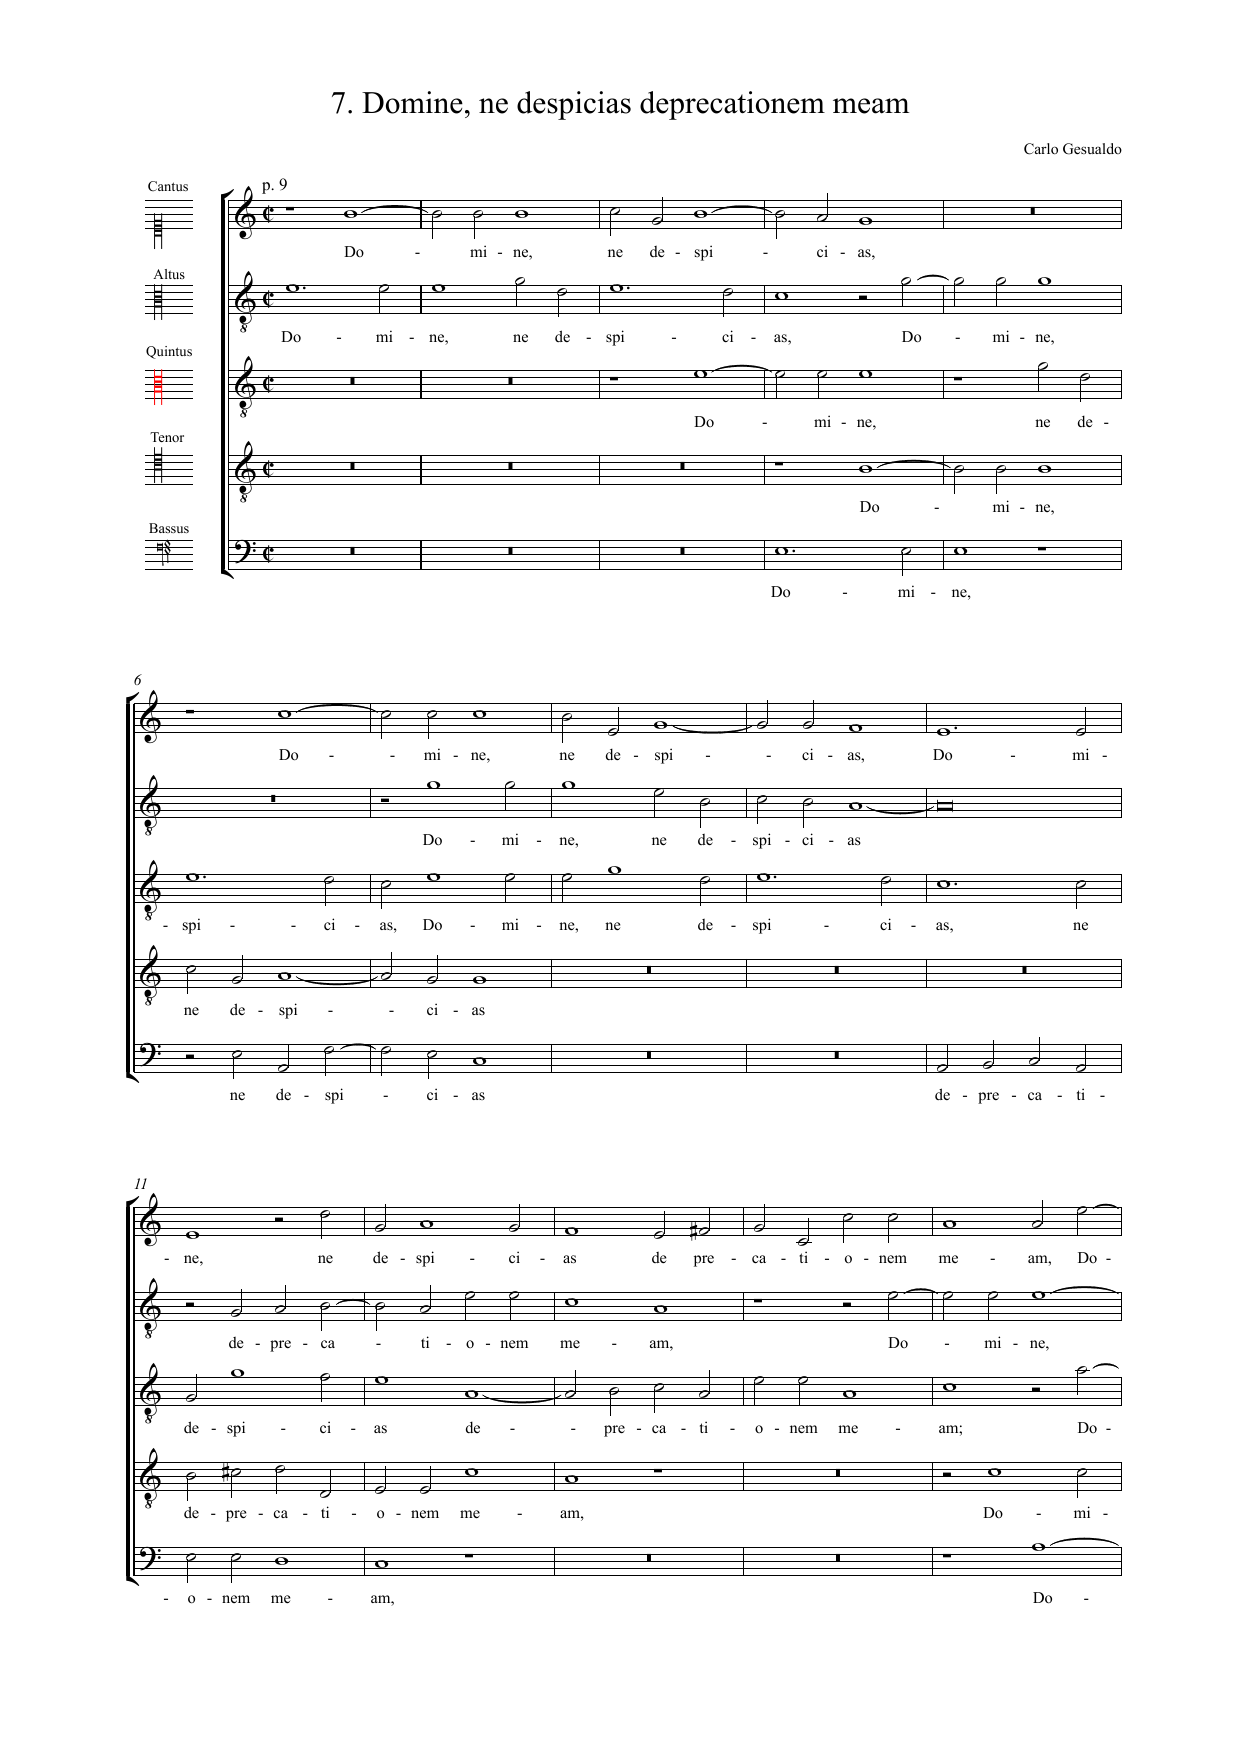 7. Domine, ne despicias deprecationem meam
Carlo Gesualdo
Cantus
p. 9
Do - mi - ne, ne de - spi - ci - as,
Altus
Do - mi - ne, ne de - spi - ci - as, Do - mi - ne,
Quintus
Do - mi - ne, ne de -
Tenor
Do - mi - ne,
Bassus
Do - mi - ne,
6
Do - - mi - ne, ne de - spi - - ci - as, Do - mi -
Do - mi - ne, ne de - spi - ci - as
- spi - - ci - as, Do - mi - ne, ne de - spi - ci - as, ne
ne de - spi - - ci - as
ne de - spi - ci - as de - pre - ca - ti -
11
- ne, ne de - spi - ci - as de pre - ca - ti - o - nem me - am, Do -
de - pre - ca - ti - o - nem me - am, Do - mi - ne,
de - spi - ci - as de - - pre - ca - ti - o - nem me - am; Do -
de - pre - ca - ti - o - nem me - am, Do - mi -
- o - nem me - am, Do -